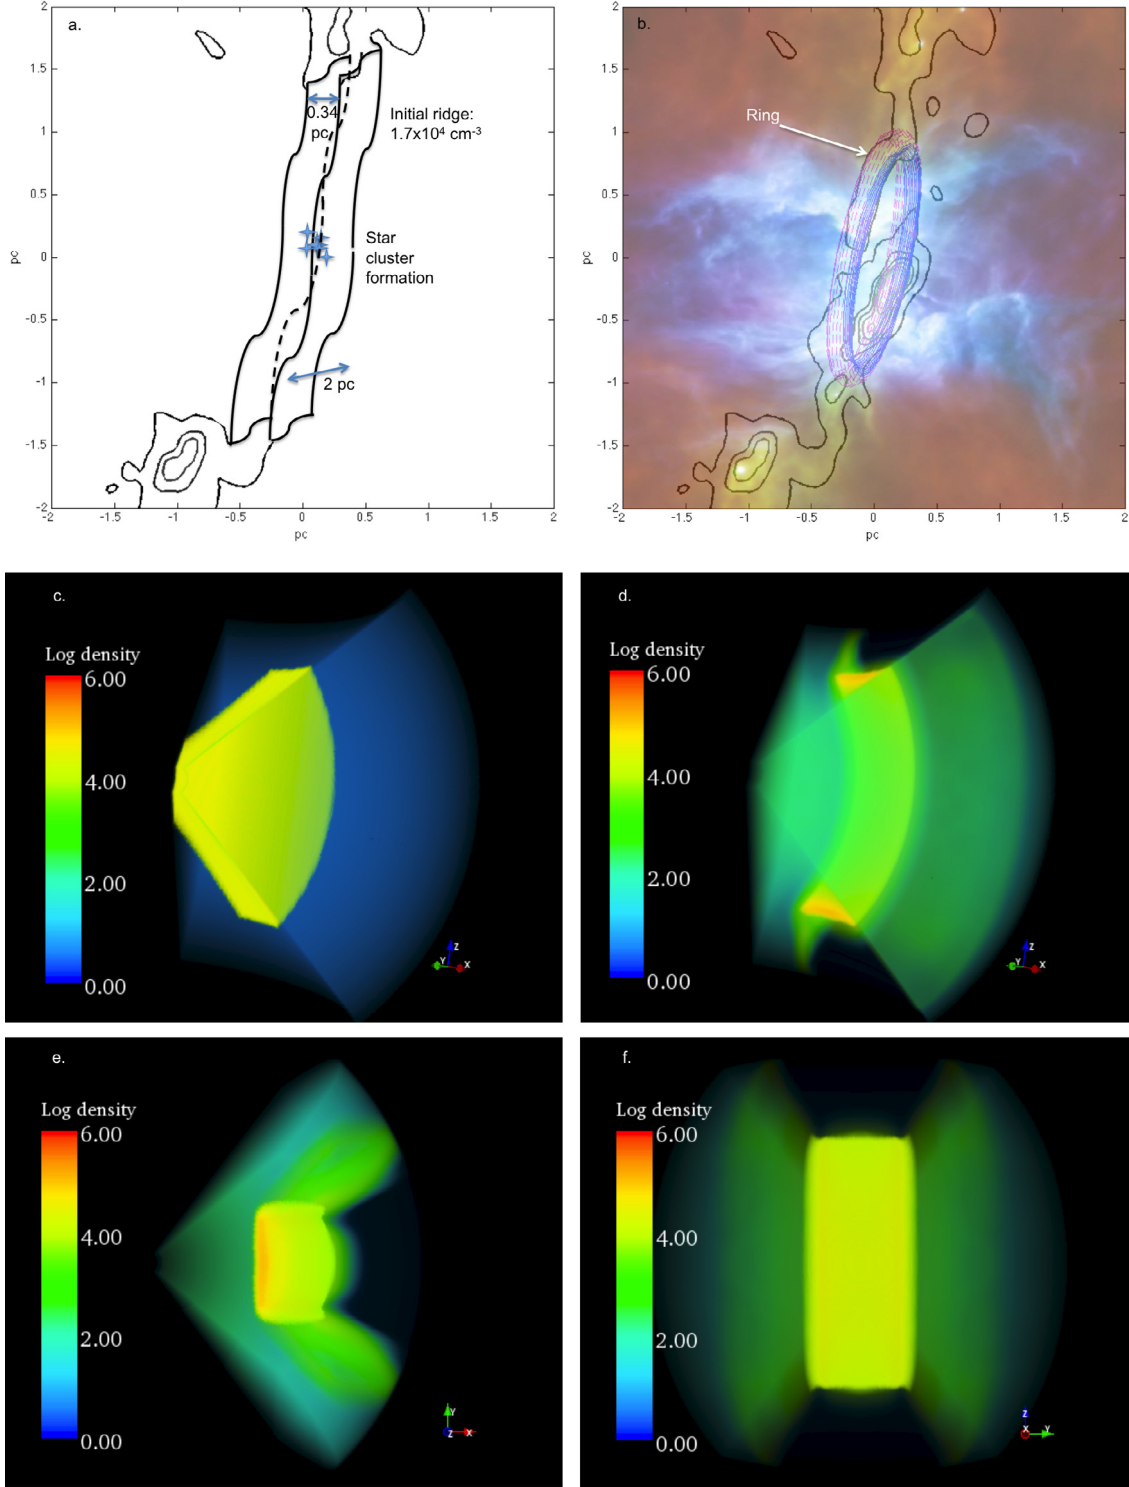 a.
2
1.5
1
0.5
0
-0.5
-1
-1.5
-2
pc
0.34
pc
Initial ridge:
1.7x10⁴ cm⁻³
Star
cluster
formation
2 pc
-2 -1.5 -1 -0.5 0 0.5 1 1.5 2
pc
b.
2
1.5
1
0.5
0
-0.5
-1
-1.5
-2
pc
Ring
-2 -1.5 -1 -0.5 0 0.5 1 1.5 2
pc
c.
Log density
6.00
4.00
2.00
0.00
Z
Y X
d.
Log density
6.00
4.00
2.00
0.00
Z
Y X
e.
Log density
6.00
4.00
2.00
0.00
Y
Z X
f.
Log density
6.00
4.00
2.00
0.00
Z
X Y